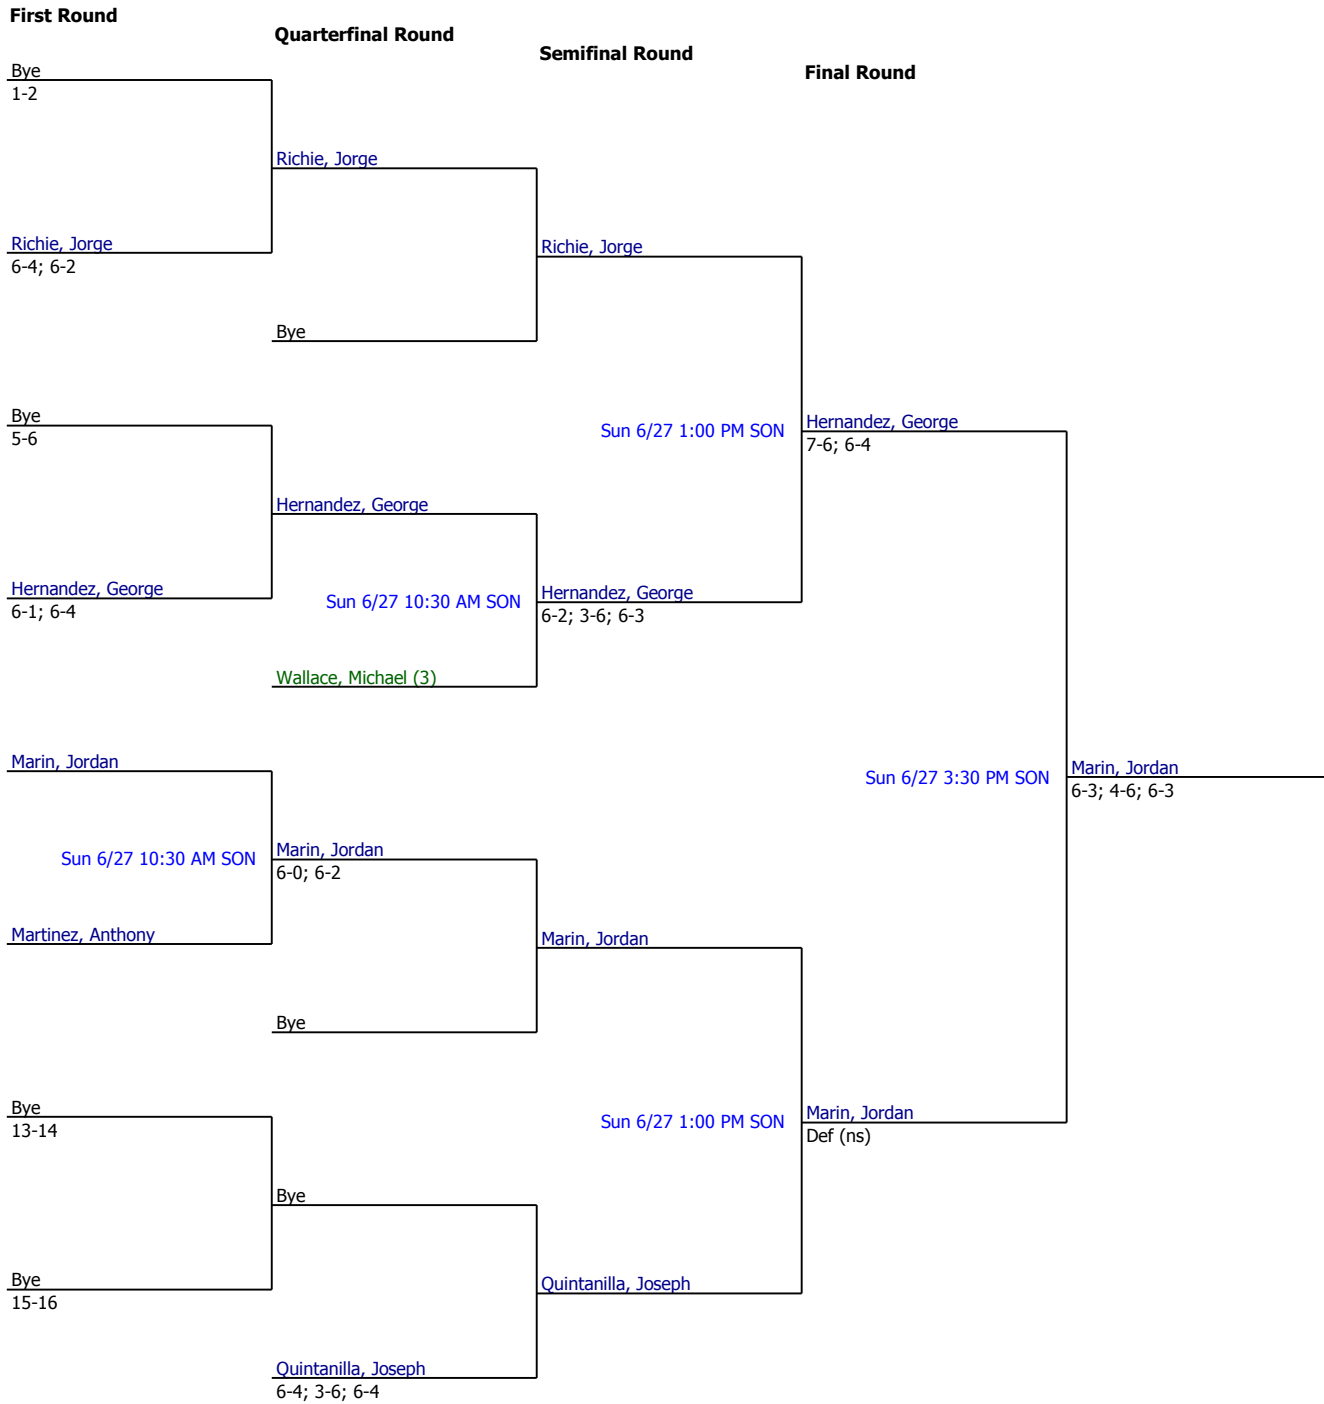 First Round
Quarterfinal Round
Semifinal Round
Final Round
Bye
1-2
Richie, Jorge
Richie, Jorge
6-4; 6-2
Richie, Jorge
Bye
Bye
5-6
Sun 6/27 1:00 PM SON
Hernandez, George
7-6; 6-4
Hernandez, George
Hernandez, George
6-1; 6-4
Sun 6/27 10:30 AM SON
Hernandez, George
6-2; 3-6; 6-3
Wallace, Michael (3)
Marin, Jordan
Sun 6/27 3:30 PM SON
Marin, Jordan
6-3; 4-6; 6-3
Sun 6/27 10:30 AM SON
Marin, Jordan
6-0; 6-2
Martinez, Anthony
Marin, Jordan
Bye
Bye
13-14
Sun 6/27 1:00 PM SON
Marin, Jordan
Def (ns)
Bye
Bye
15-16
Quintanilla, Joseph
Quintanilla, Joseph
6-4; 3-6; 6-4